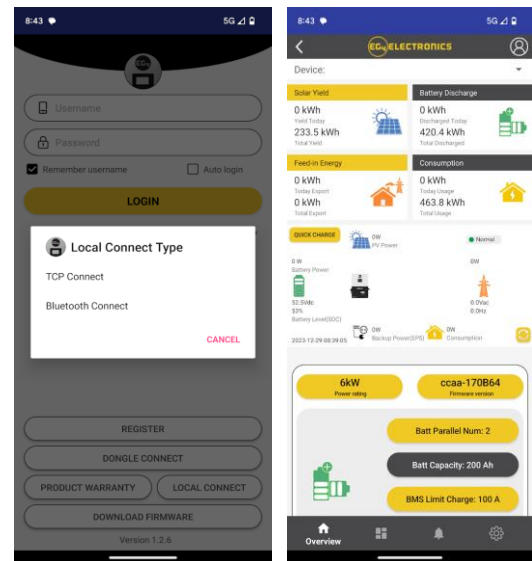 8:43
5G
EG4
Username
Password
Remember username
Auto login
LOGIN
Local Connect Type
TCP Connect
Bluetooth Connect
CANCEL
REGISTER
DONGLE CONNECT
PRODUCT WARRANTY
LOCAL CONNECT
DOWNLOAD FIRMWARE
Version 1.2.6
8:43
5G
EG4 ELECTRONICS
Device:
Solar Yield
0 kWh
Yield Today
233.5 kWh
Total Yield
Battery Discharge
0 kWh
Discharged Today
420.4 kWh
Total Discharged
Feed-in Energy
0 kWh
Today Export
0 kWh
Total Export
Consumption
0 kWh
Today Usage
463.8 kWh
Total Usage
QUICK CHARGE
0W
PV Power
Normal
0 W
Battery Power
0W
52.5Vdc
53%
Battery Level(SOC)
0.0Vac
0.0Hz
2023-12-29 08:39:05
0W
Backup Power(EPS)
0W
Consumption
6kW
Power rating
ccaa-170B64
Firmware version
Batt Parallel Num: 2
Batt Capacity: 200 Ah
BMS Limit Charge: 100 A
Overview